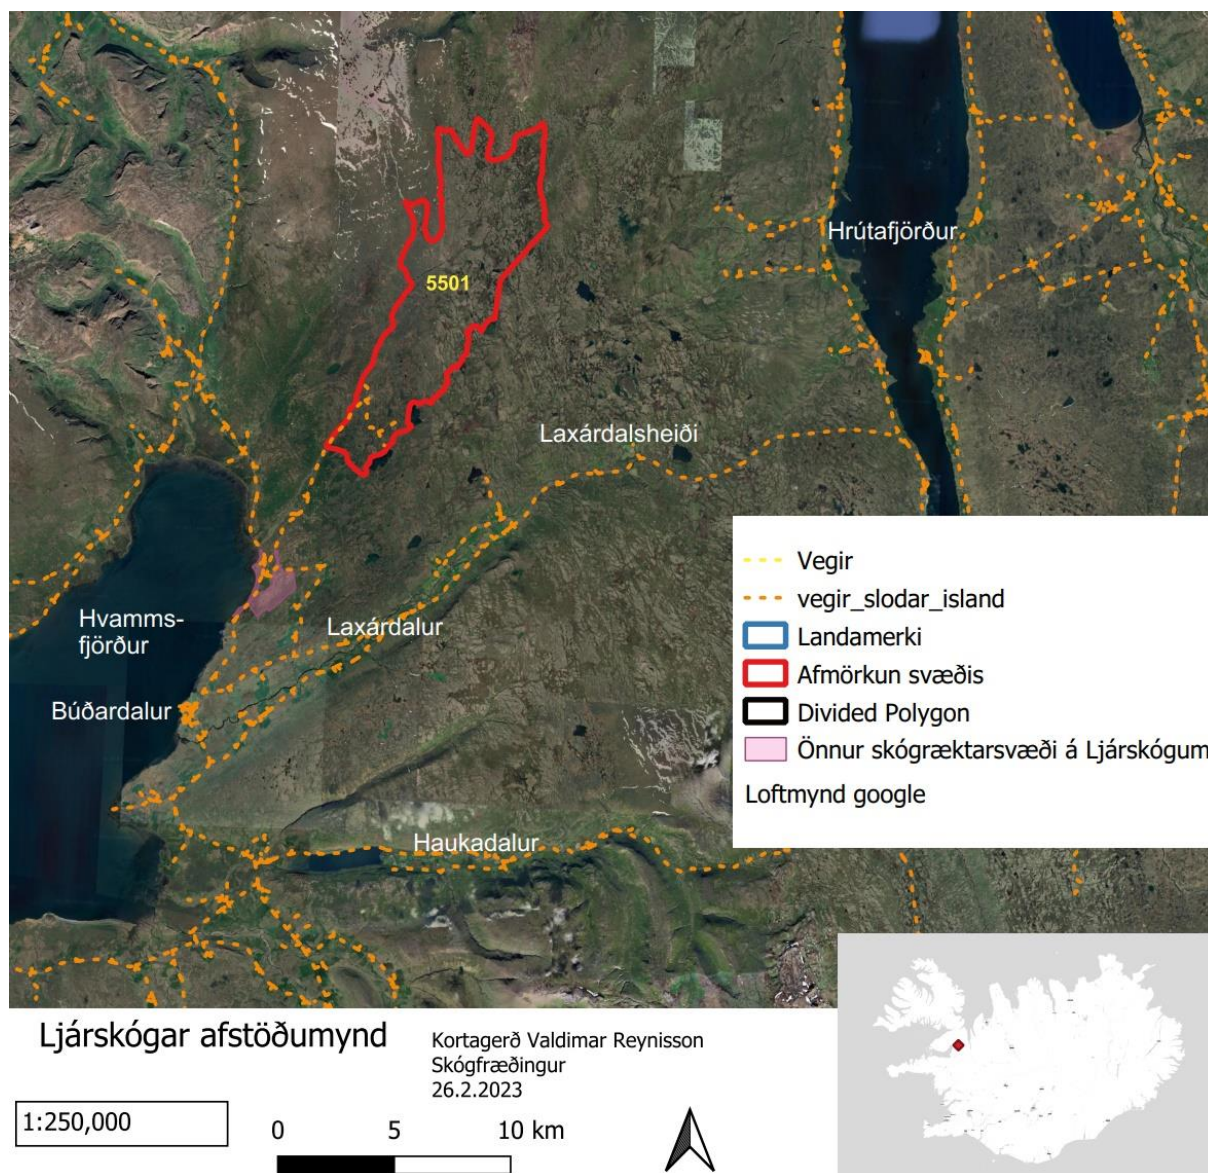 Hrútafjörður
5501
Laxárdalsheiði
Hvamms-
fjörður
Laxárdalur
Búðardalur
Haukadalur
Vegir
vegir_slodar_island
Landamerki
Afmörkun svæðis
Divided Polygon
Önnur skógræktarsvæði á Ljárskógum
Loftmynd google
Ljárskógar afstöðumynd
Kortagerð Valdimar Reynisson
Skógfræðingur
26.2.2023
1:250,000
0 5 10 km